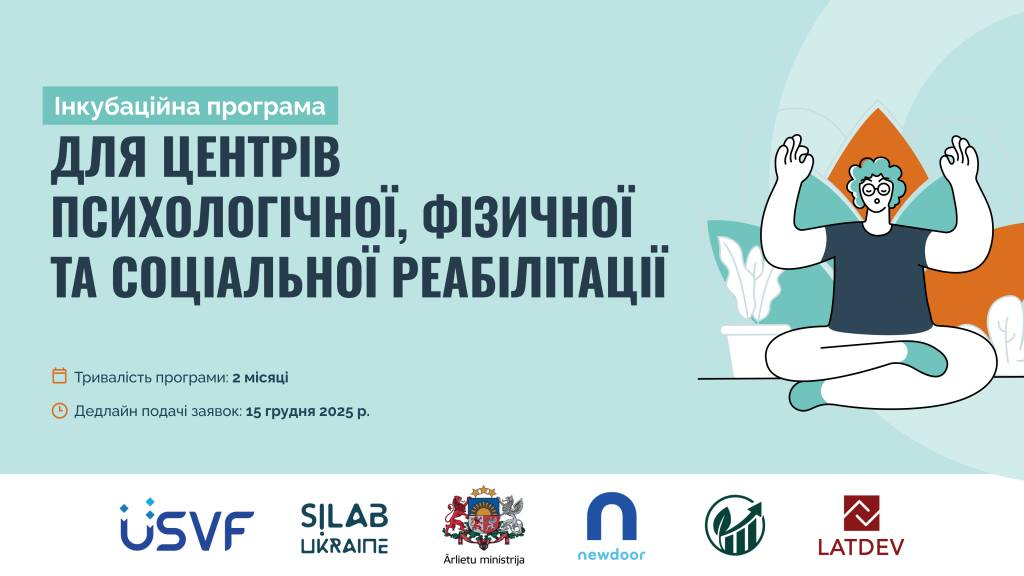 Інкубаційна програма
ДЛЯ ЦЕНТРІВ
ПСИХОЛОГІЧНОЇ, ФІЗИЧНОЇ
ТА СОЦІАЛЬНОЇ РЕАБІЛІТАЦІЇ
Тривалість програми: 2 місяці
Дедлайн подачі заявок: 15 грудня 2025 р.
USVF
SILAB
UKRAINE
Ārlietu ministrija
newdoor
LATDEV